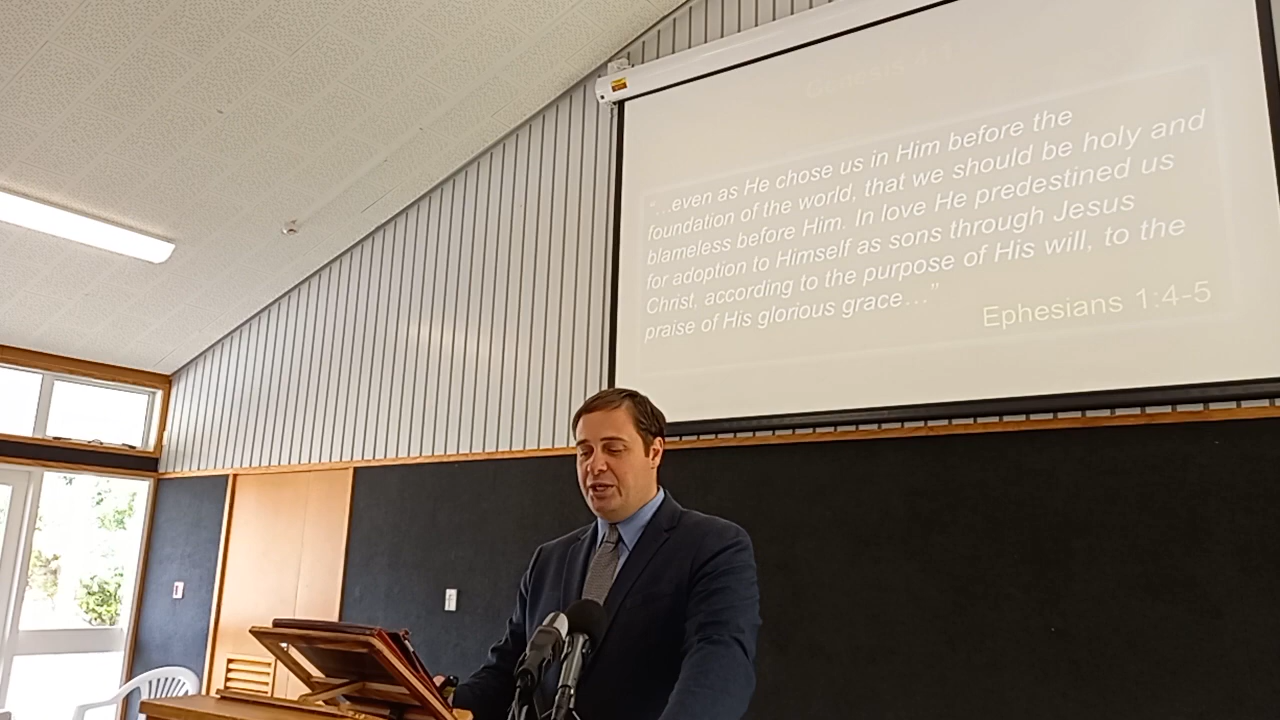 “…even as He chose us in Him before the
foundation of the world, that we should be holy and
blameless before Him. In love He predestined us
for adoption to Himself as sons through Jesus
Christ, according to the purpose of His will, to the
praise of His glorious grace…”
Ephesians 1:4-5